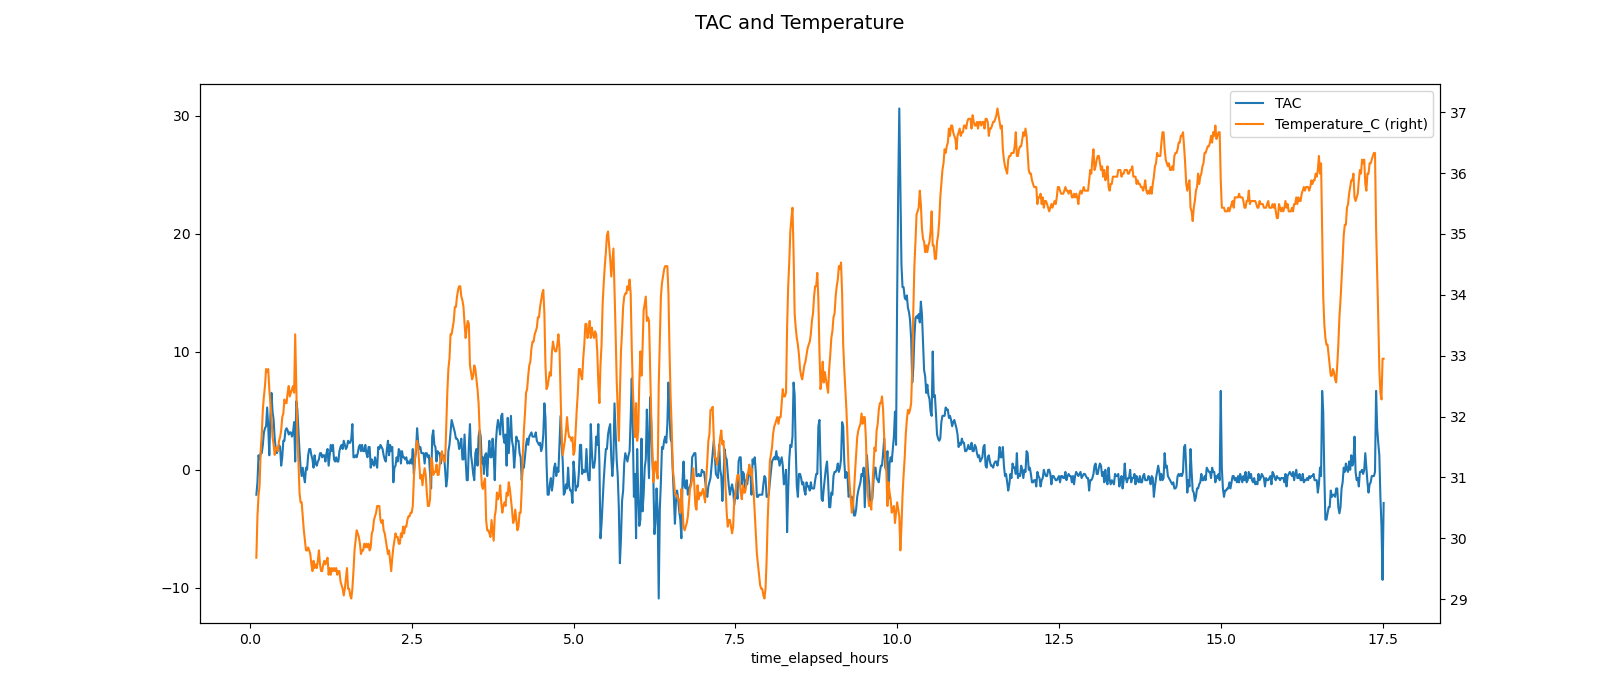 TAC and Temperature
TAC
Temperature_C (right)
30
20
10
0
−10
37
36
35
34
33
32
31
30
29
0.0 2.5 5.0 7.5 10.0 12.5 15.0 17.5
time_elapsed_hours